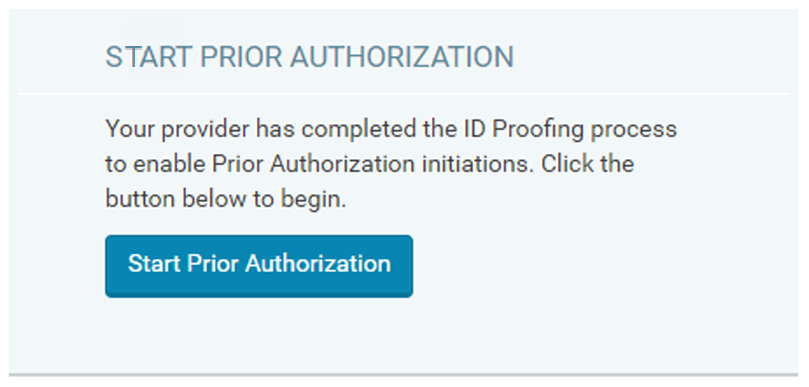 START PRIOR AUTHORIZATION
Your provider has completed the ID Proofing process
to enable Prior Authorization initiations. Click the
button below to begin.
Start Prior Authorization